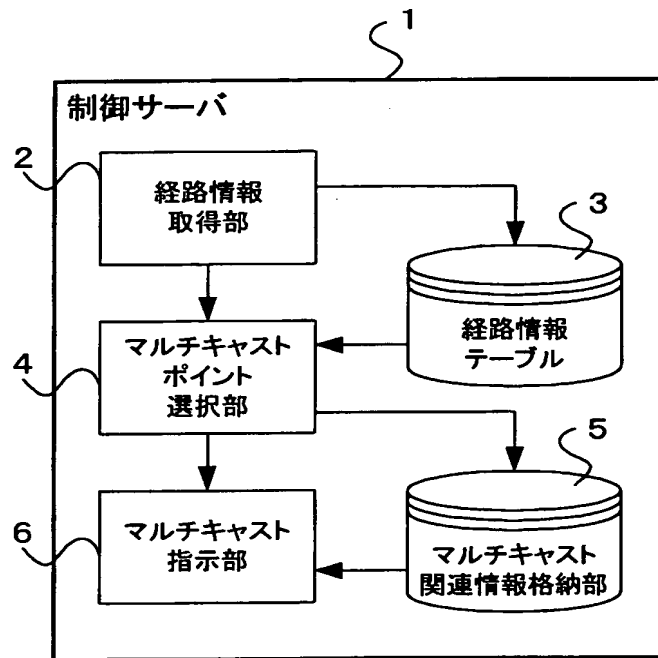 1
制御サーバ
2
経路情報
取得部
3
経路情報
テーブル
4
マルチキャスト
ポイント
選択部
5
マルチキャスト
関連情報格納部
6
マルチキャスト
指示部